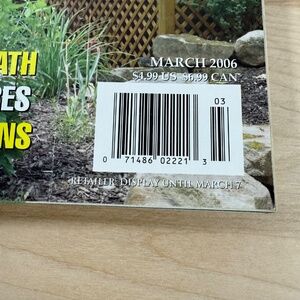 MARCH 2006
$4.99 US $6.99 CAN
ATH
ES
NS
03
0 71486 02221 3
RETAILER: DISPLAY UNTIL MARCH 7